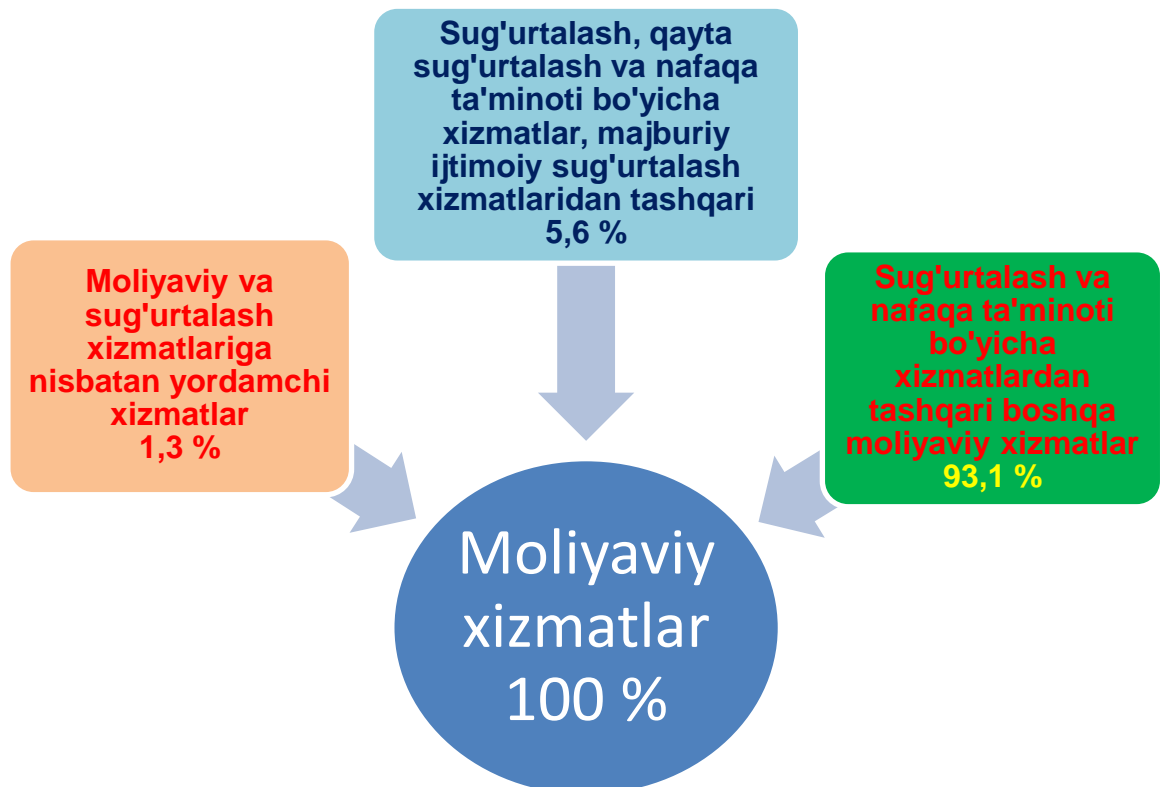 Sug'urtalash, qayta
sug'urtalash va nafaqa
ta'minoti bo'yicha
xizmatlar, majburiy
ijtimoiy sug'urtalash
xizmatlaridan tashqari
5,6 %
Moliyaviy va
sug'urtalash
xizmatlariga
nisbatan yordamchi
xizmatlar
1,3 %
Sug'urtalash va
nafaqa ta'minoti
bo'yicha
xizmatlardan
tashqari boshqa
moliyaviy xizmatlar
93,1 %
Moliyaviy
xizmatlar
100 %